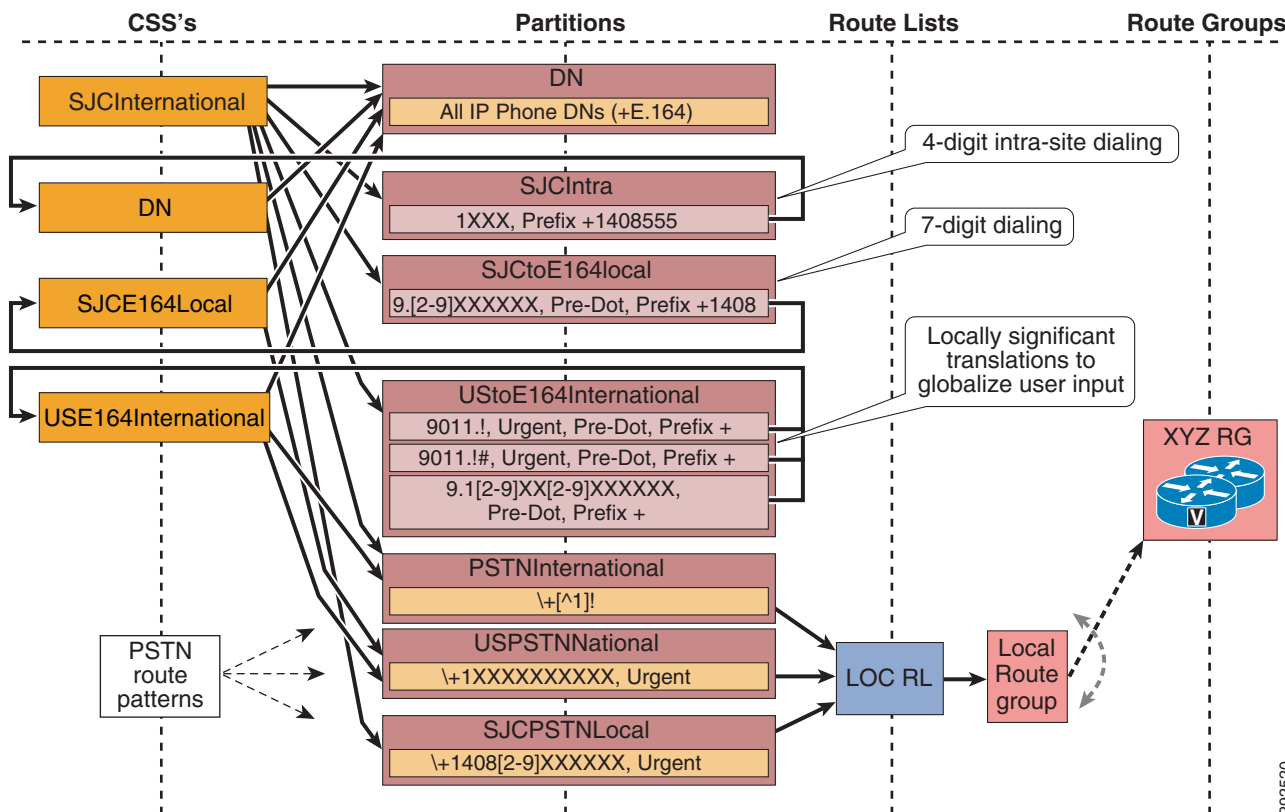 CSS's
Partitions
Route Lists
Route Groups
SJCInternational
DN
All IP Phone DNs (+E.164)
4-digit intra-site dialing
DN
SJCIntra
1XXX, Prefix +1408555
7-digit dialing
SJCE164Local
SJCtoE164local
9.[2-9]XXXXXX, Pre-Dot, Prefix +1408
Locally significant
translations to
globalize user input
USE164International
UStoE164International
9011.!, Urgent, Pre-Dot, Prefix +
9011.!#, Urgent, Pre-Dot, Prefix +
9.1[2-9]XX[2-9]XXXXXX,
Pre-Dot, Prefix +
XYZ RG
V
PSTNInternational
\+[^1]!
PSTN
route
patterns
USPSTNNational
\+1XXXXXXXXXX, Urgent
LOC RL
Local
Route
group
SJCPSTNLocal
\+1408[2-9]XXXXXX, Urgent